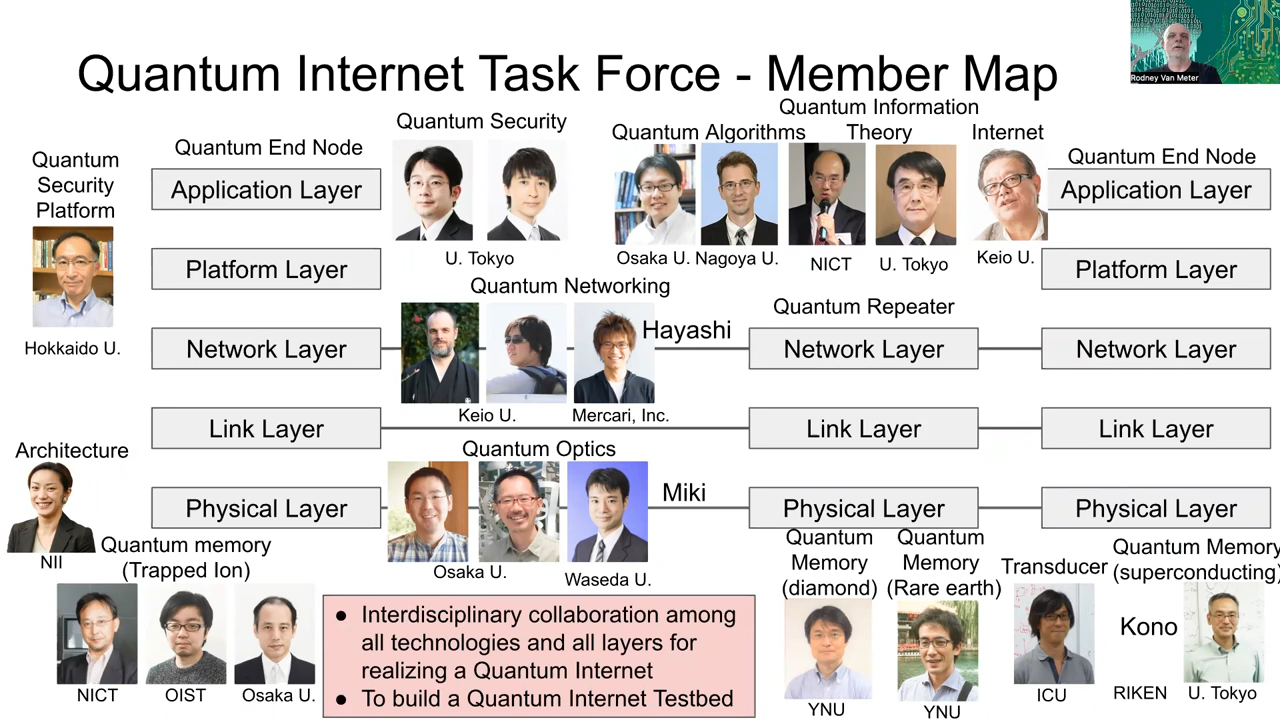 Quantum Internet Task Force - Member Map
Rodney Van Meter
Quantum
Security
Platform
Hokkaido U.
Architecture
NII
Quantum End Node
Application Layer
Platform Layer
Network Layer
Link Layer
Physical Layer
Quantum Security
U. Tokyo
Quantum Algorithms
Osaka U.
Nagoya U.
Quantum Information
Theory
NICT
U. Tokyo
Internet
Keio U.
Quantum End Node
Application Layer
Platform Layer
Network Layer
Link Layer
Physical Layer
Quantum Networking
Hayashi
Keio U.
Mercari, Inc.
Quantum Repeater
Network Layer
Link Layer
Physical Layer
Quantum Optics
Miki
Osaka U.
Waseda U.
Quantum memory
(Trapped Ion)
NICT
OIST
Osaka U.
● Interdisciplinary collaboration among
all technologies and all layers for
realizing a Quantum Internet
● To build a Quantum Internet Testbed
Quantum
Memory
(diamond)
YNU
Quantum
Memory
(Rare earth)
YNU
Transducer
ICU
Quantum Memory
(superconducting)
Kono
RIKEN
U. Tokyo